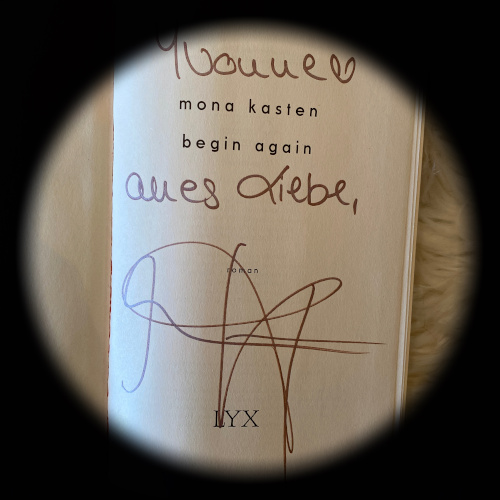 Yvonne♡
mona kasten
begin again
alles Liebe,
roman
LYX